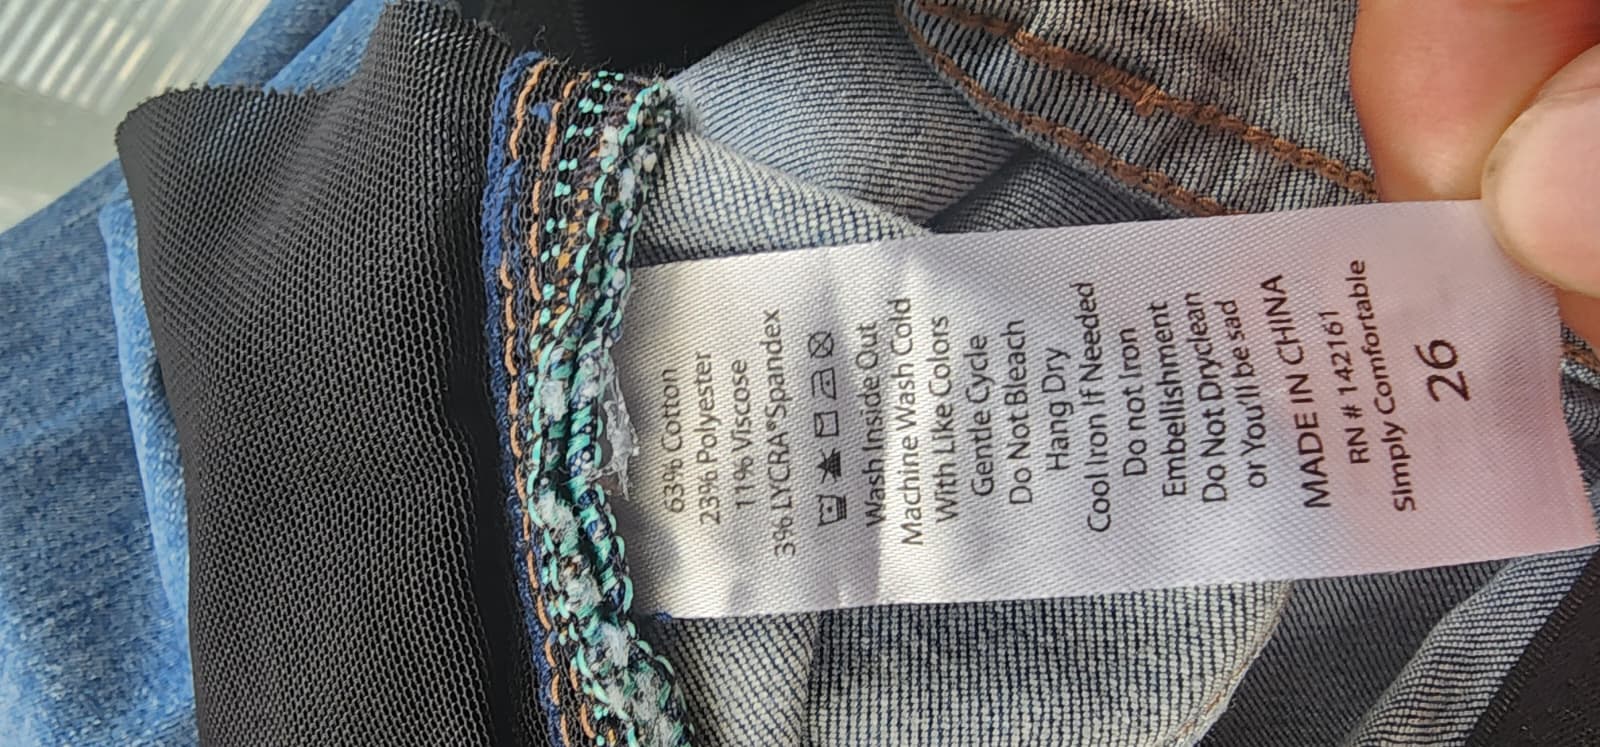 63% Cotton
23% Polyester
11% Viscose
3% LYCRA® Spandex
Wash Inside Out
Machine Wash Cold
With Like Colors
Gentle Cycle
Do Not Bleach
Hang Dry
Cool Iron If Needed
Do not Iron
Embellishment
Do Not Dryclean
or You'll be sad
MADE IN CHINA
RN # 142161
SImply Comfortable
26